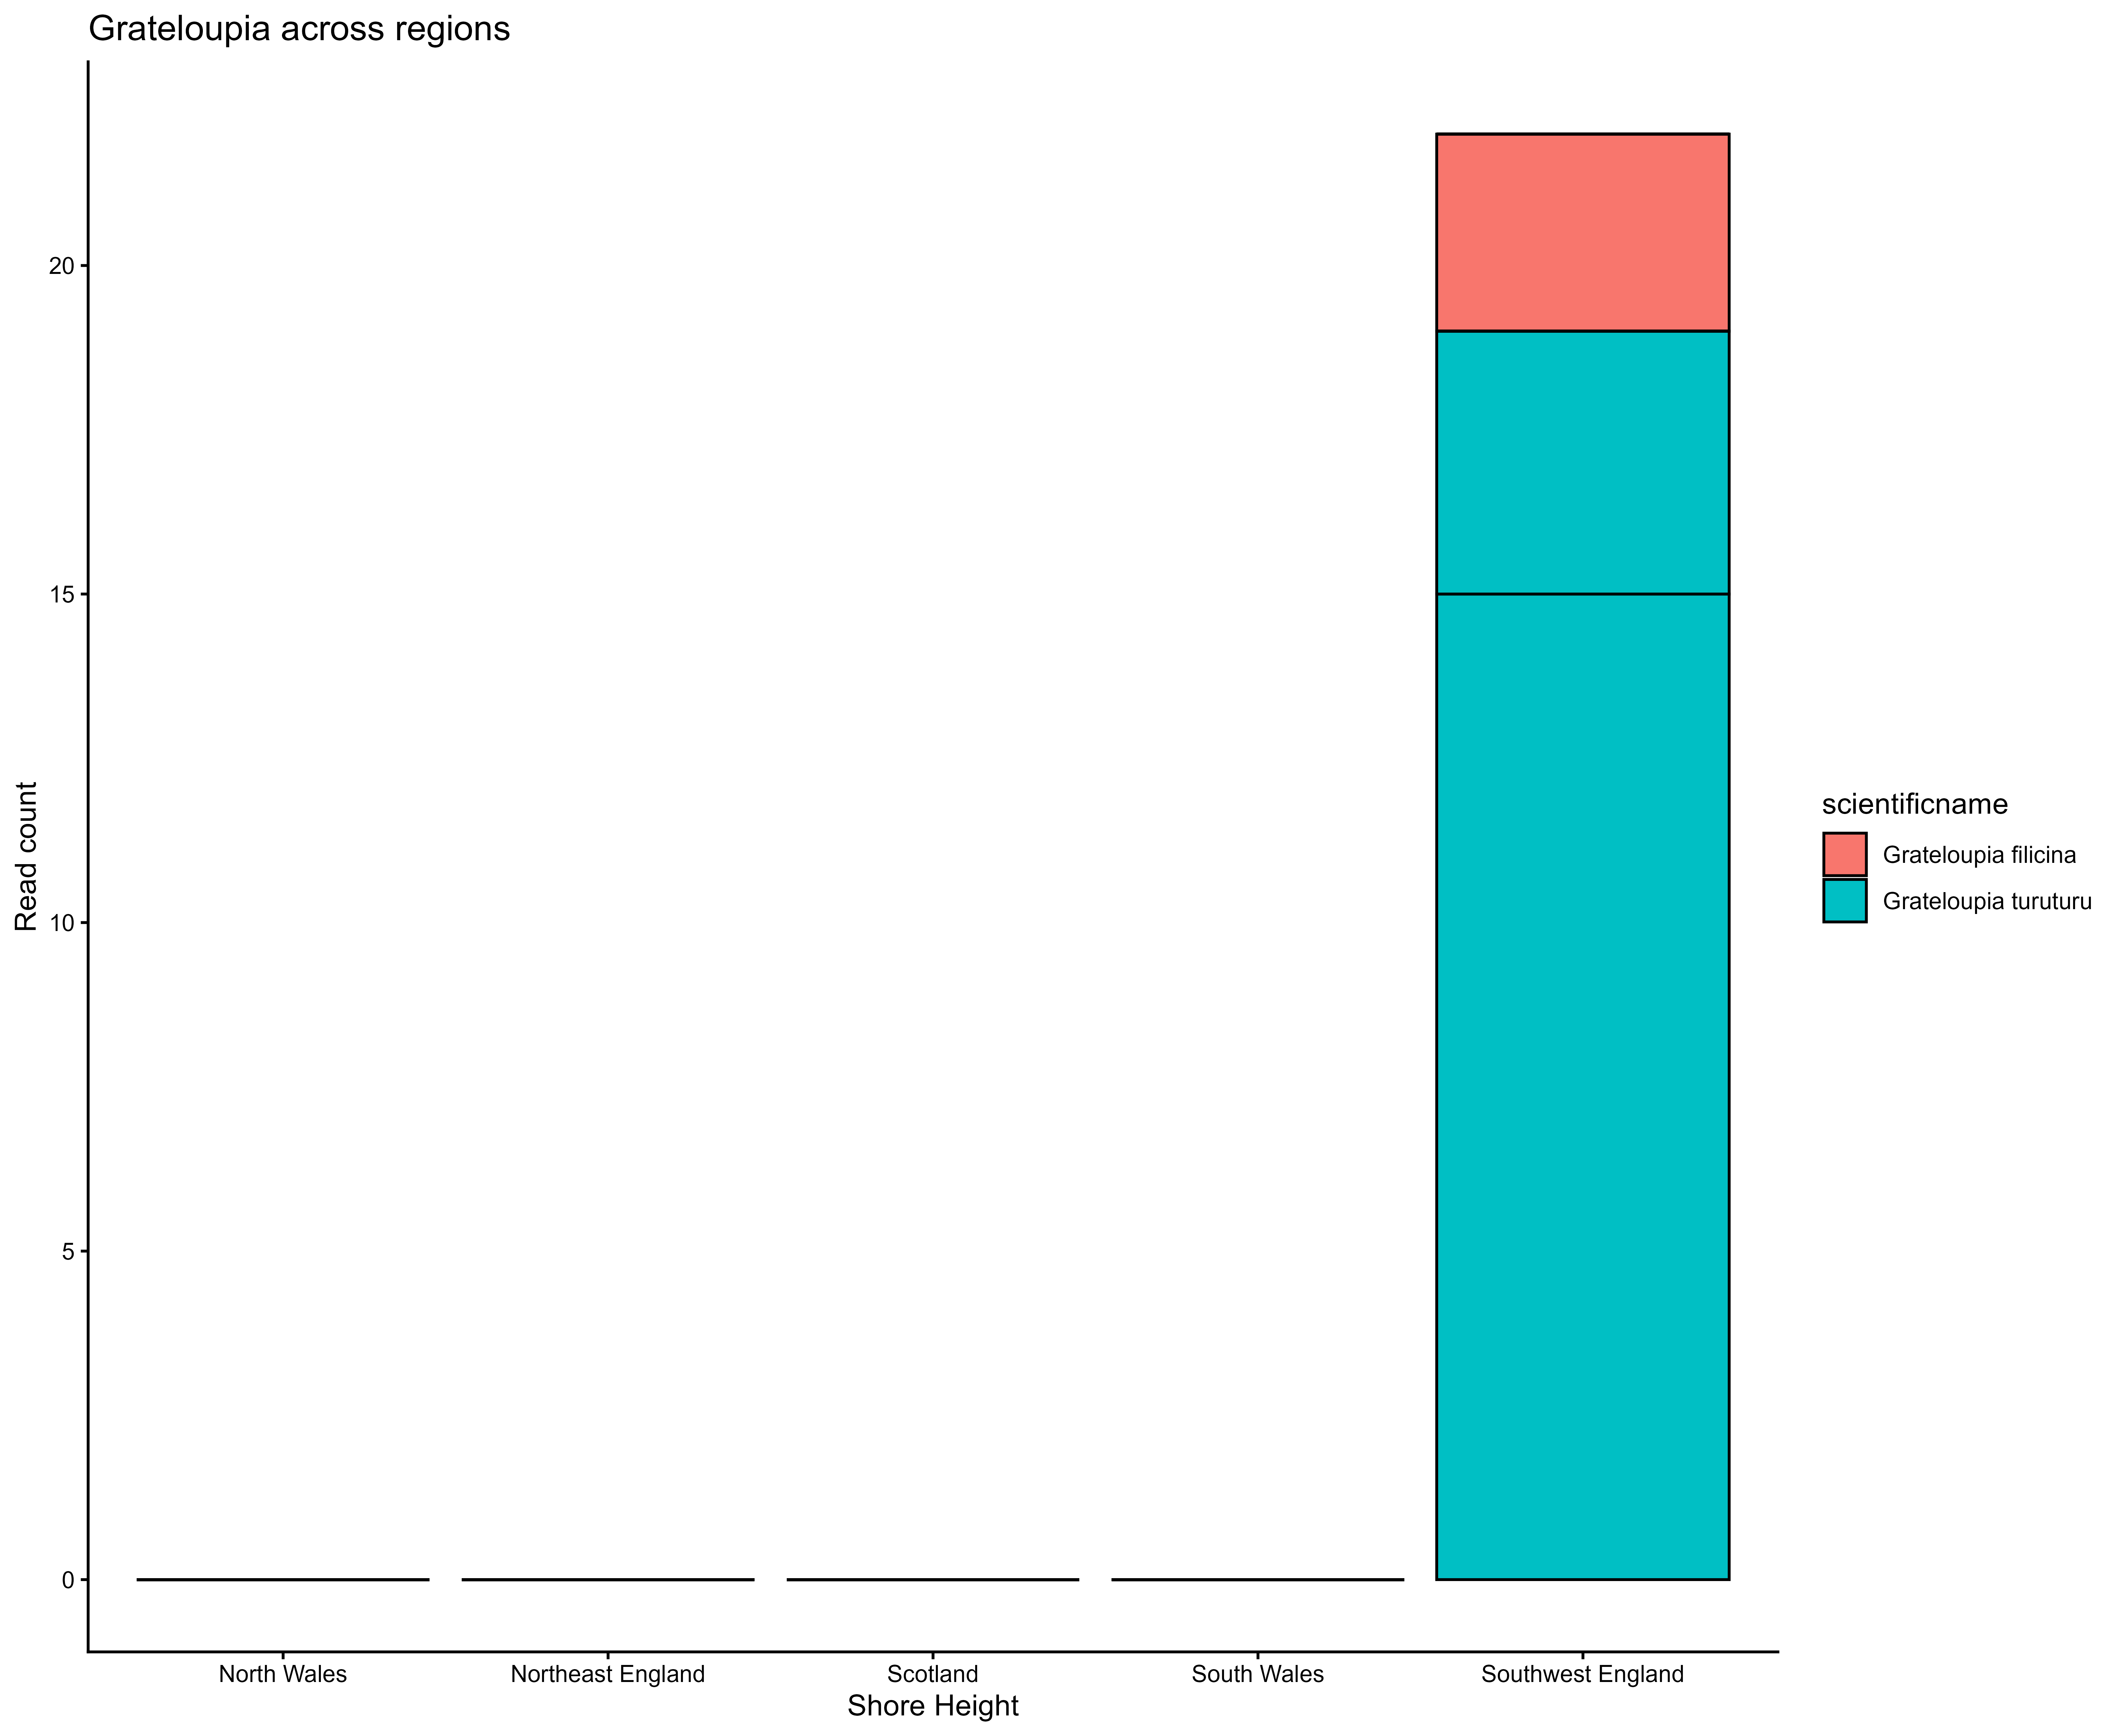 Grateloupia across regions
Read count
20
15
10
5
0
North Wales
Northeast England
Scotland
South Wales
Southwest England
Shore Height
scientificname
Grateloupia filicina
Grateloupia turuturu